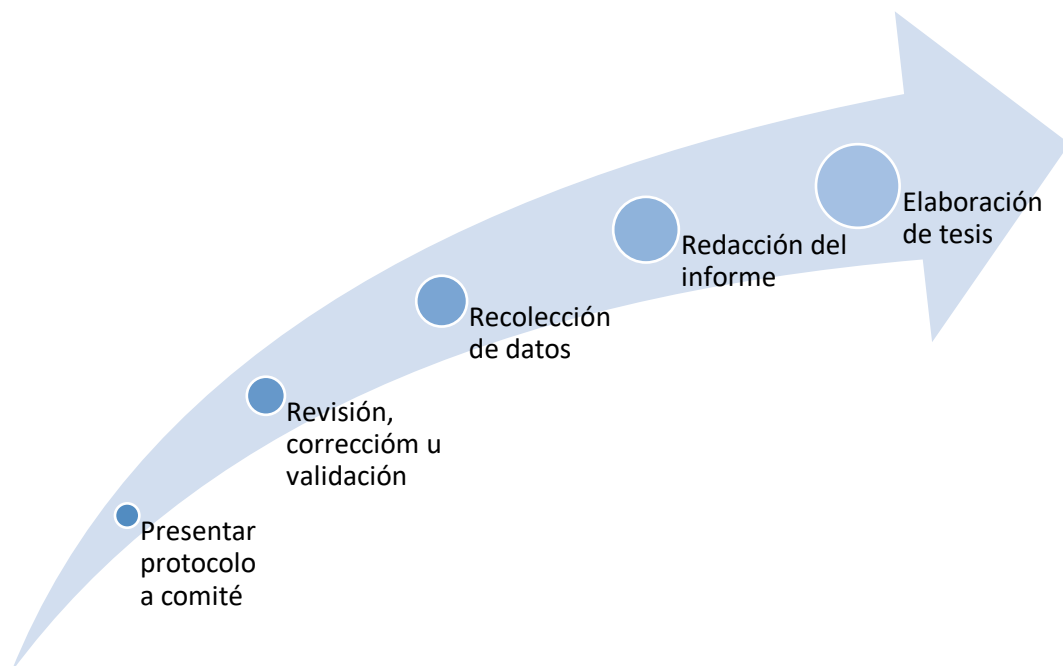 Presentar
protocolo
a comité
Revisión,
correccióm u
validación
Recolección
de datos
Redacción del
informe
Elaboración
de tesis